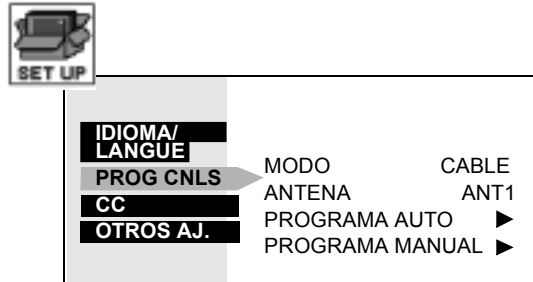 SET UP
IDIOMA/
LANGUE
PROG CNLS
CC
OTROS AJ.
MODO CABLE
ANTENA ANT1
PROGRAMA AUTO ▶
PROGRAMA MANUAL ▶